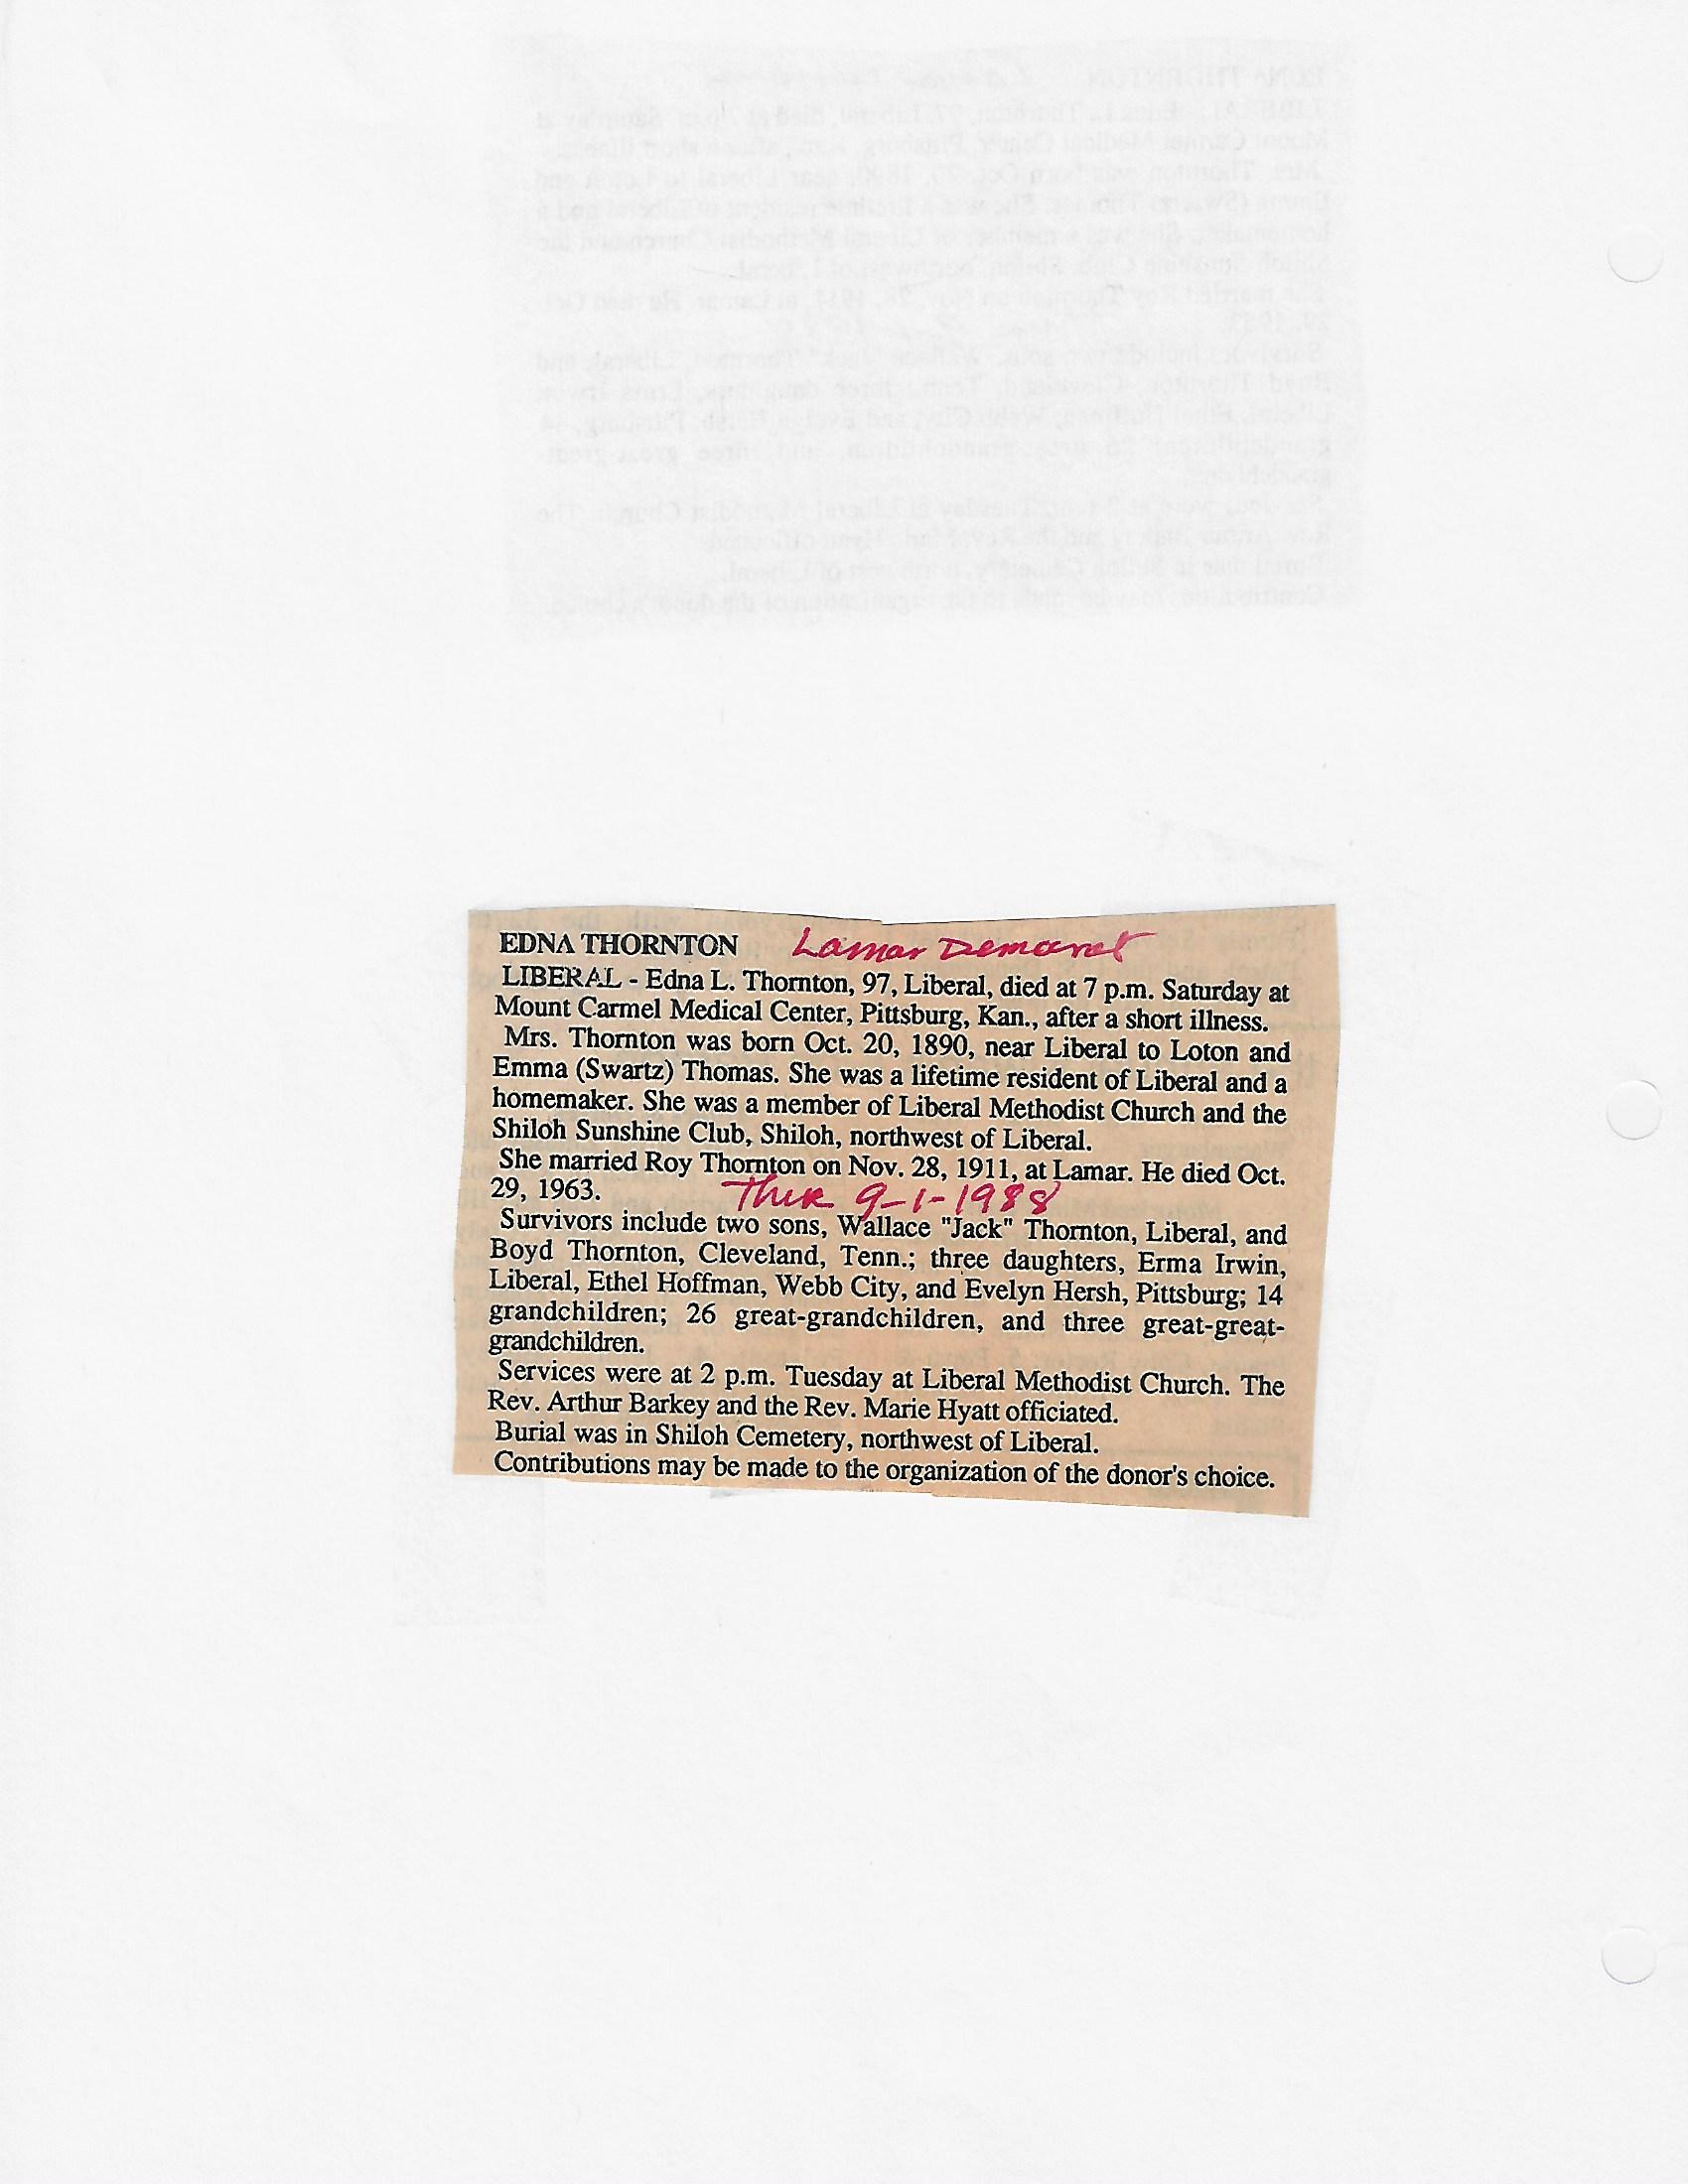 EDNA THORNTON Lamar Democrat
LIBERAL - Edna L. Thornton, 97, Liberal, died at 7 p.m. Saturday at
Mount Carmel Medical Center, Pittsburg, Kan., after a short illness.
Mrs. Thornton was born Oct. 20, 1890, near Liberal to Loton and
Emma (Swartz) Thomas. She was a lifetime resident of Liberal and a
homemaker. She was a member of Liberal Methodist Church and the
Shiloh Sunshine Club, Shiloh, northwest of Liberal.
She married Roy Thornton on Nov. 28, 1911, at Lamar. He died Oct.
29, 1963. Thur 9-1-1988
Survivors include two sons, Wallace "Jack" Thornton, Liberal, and
Boyd Thornton, Cleveland, Tenn.; three daughters, Erma Irwin,
Liberal, Ethel Hoffman, Webb City, and Evelyn Hersh, Pittsburg; 14
grandchildren; 26 great-grandchildren, and three great-great-
grandchildren.
Services were at 2 p.m. Tuesday at Liberal Methodist Church. The
Rev. Arthur Barkey and the Rev. Marie Hyatt officiated.
Burial was in Shiloh Cemetery, northwest of Liberal.
Contributions may be made to the organization of the donor's choice.